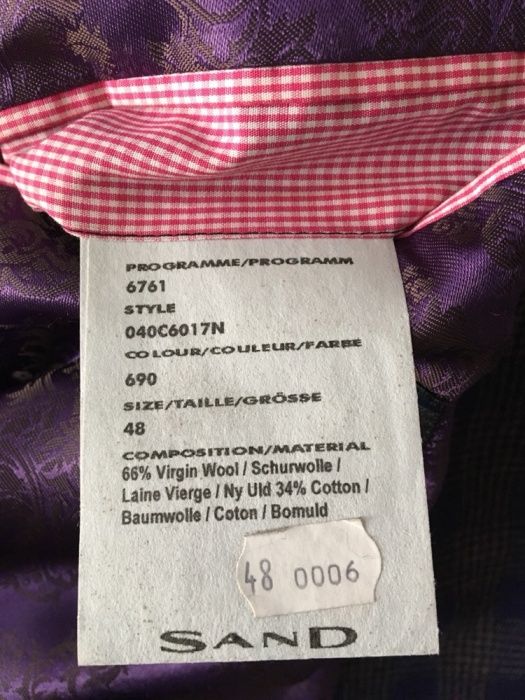 PROGRAMME/PROGRAMM
6761
STYLE
040C6017N
COLOUR/COULEUR/FARBE
690
SIZE/TAILLE/GRÖSSE
48
COMPOSITION/MATERIAL
66% Virgin Wool / Schurwolle /
Laine Vierge / Ny Uld 34% Cotton /
Baumwolle / Coton / Bomuld
48 0006
SAND